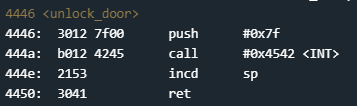 4446 <unlock_door>
4446: 3012 7f00 push #0x7f
444a: b012 4245 call #0x4542 <INT>
444e: 2153 incd sp
4450: 3041 ret